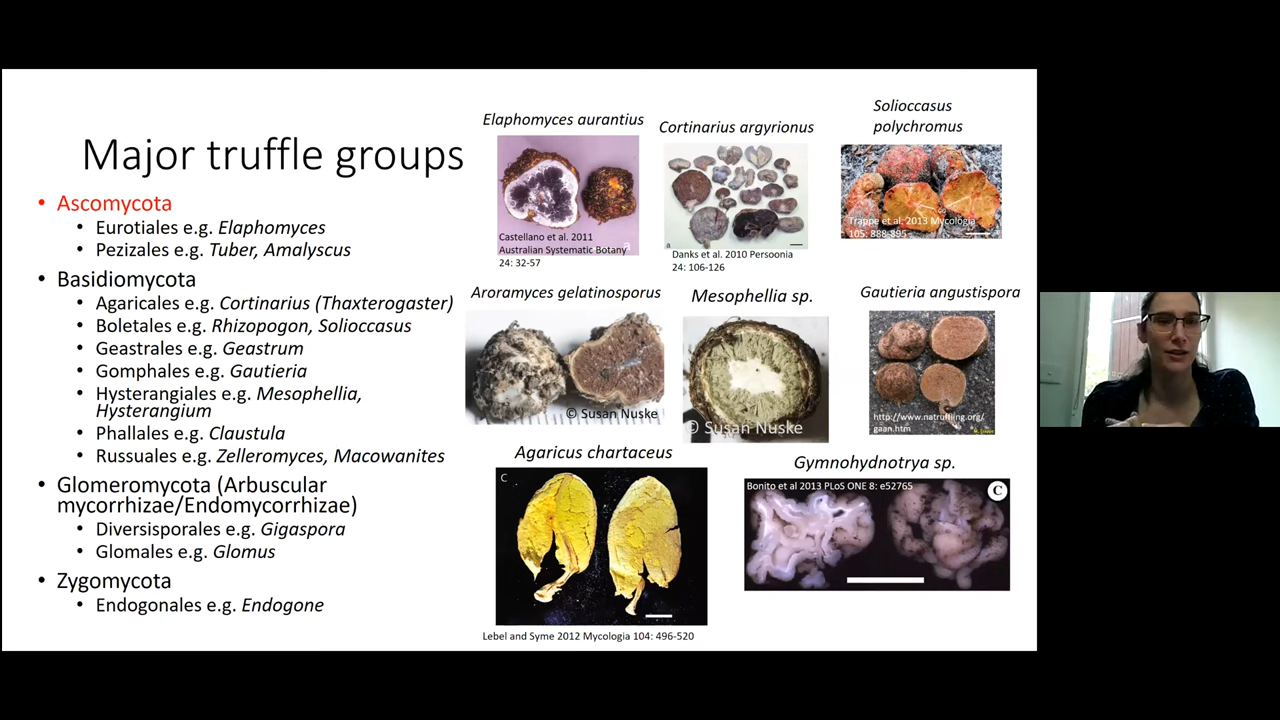 Major truffle groups
• Ascomycota
• Eurotiales e.g. Elaphomyces
• Pezizales e.g. Tuber, Amalyscus
• Basidiomycota
• Agaricales e.g. Cortinarius (Thaxterogaster)
• Boletales e.g. Rhizopogon, Solioccasus
• Geastrales e.g. Geastrum
• Gomphales e.g. Gautieria
• Hysterangiales e.g. Mesophellia,
Hysterangium
• Phallales e.g. Claustula
• Russuales e.g. Zelleromyces, Macowanites
• Glomeromycota (Arbuscular
mycorrhizae/Endomycorrhizae)
• Diversisporales e.g. Gigaspora
• Glomales e.g. Glomus
• Zygomycota
• Endogonales e.g. Endogone
Elaphomyces aurantius
a
Castellano et al. 2011
Australian Systematic Botany
24: 32-57
Cortinarius argyrionus
a
Danks et al. 2010 Persoonia
24: 106-126
Solioccasus
polychromus
Trappe et al. 2013 Mycologia
105: 888-895
Aroramyces gelatinosporus
© Susan Nuske
Mesophellia sp.
© Susan Nuske
Gautieria angustispora
http://www.natruffling.org/
gaan.htm
Agaricus chartaceus
C
Lebel and Syme 2012 Mycologia 104: 496-520
Gymnohydnotrya sp.
Bonito et al 2013 PLoS ONE 8: e52765
C